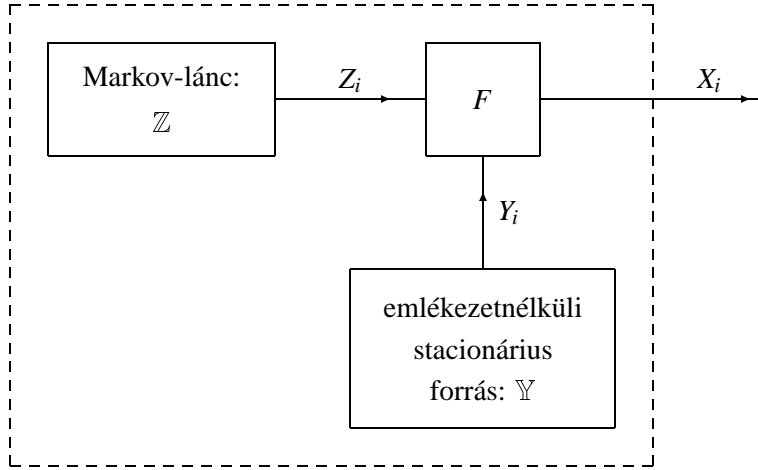 Markov-lánc:
ℤ
Z_i
F
X_i
Y_i
emlékezetnélküli
stacionárius
forrás: 𝕐